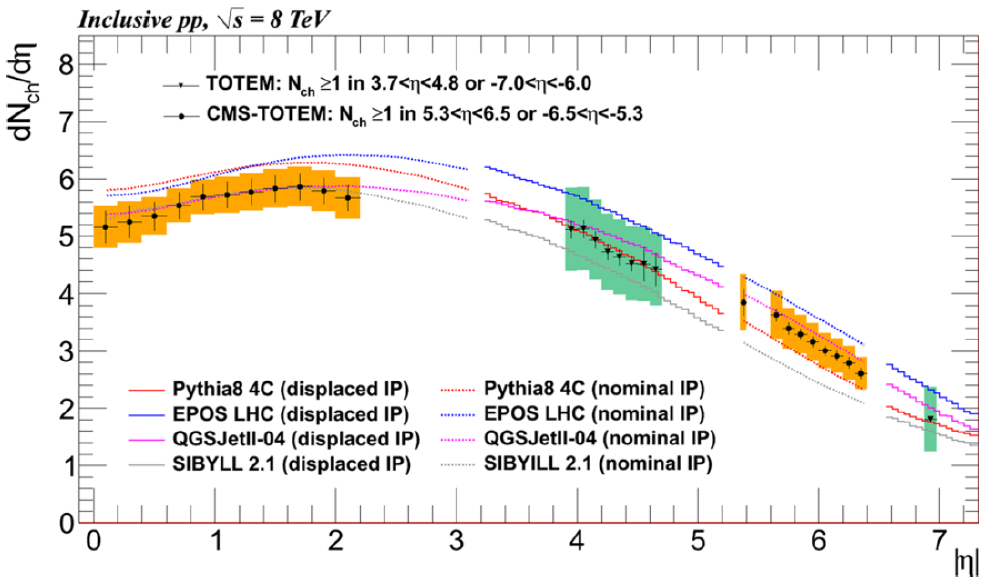 Inclusive pp, √s = 8 TeV
dN_ch/dη
8
7
6
5
4
3
2
1
0
TOTEM: N_ch ≥1 in 3.7<η<4.8 or -7.0<η<-6.0
CMS-TOTEM: N_ch ≥1 in 5.3<η<6.5 or -6.5<η<-5.3
Pythia8 4C (displaced IP)
Pythia8 4C (nominal IP)
EPOS LHC (displaced IP)
EPOS LHC (nominal IP)
QGSJetII-04 (displaced IP)
QGSJetII-04 (nominal IP)
SIBYLL 2.1 (displaced IP)
SIBYILL 2.1 (nominal IP)
0 1 2 3 4 5 6 7
|η|